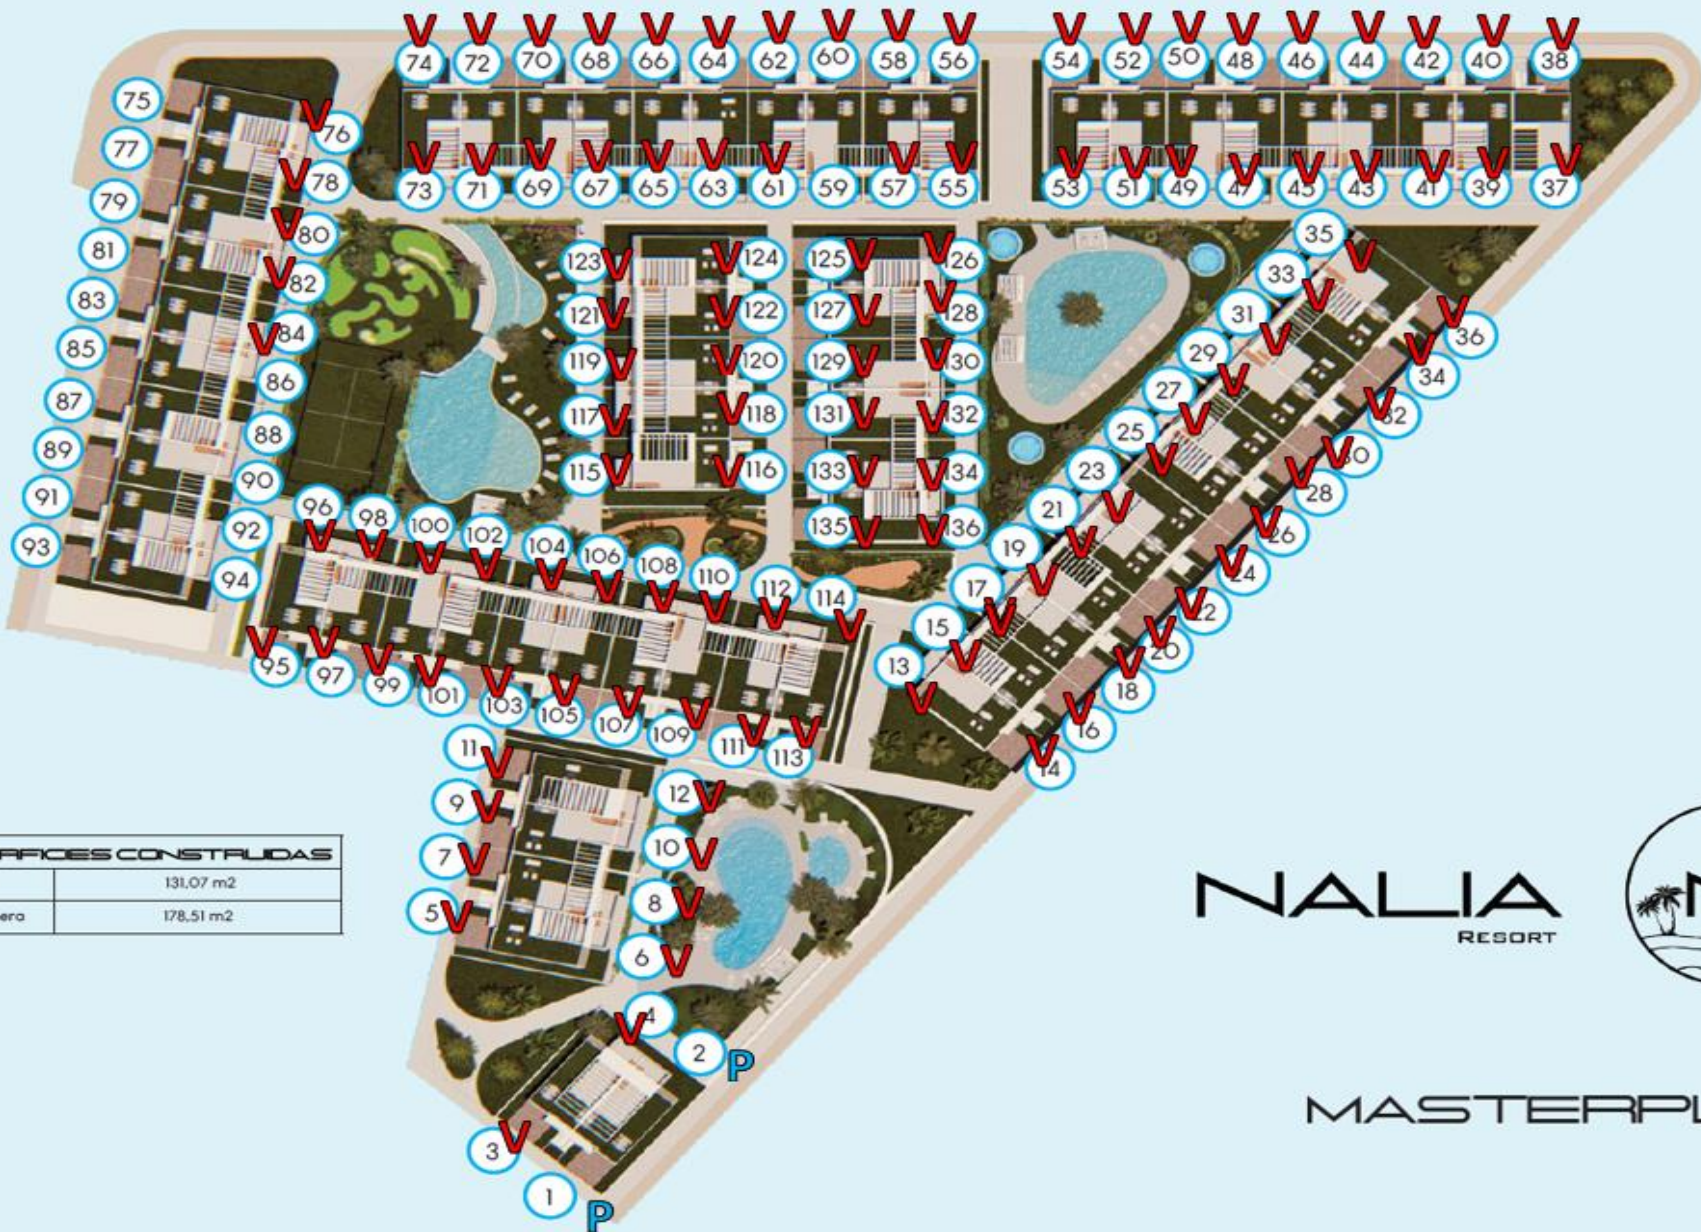 V V V V V V V V V V V V V V V V V V V
74 72 70 68 66 64 62 60 58 56 54 52 50 48 46 44 42 40 38
75
V
76
77
V V V V V V V V V V V V V V V V V V
73 71 69 67 65 63 61 59 57 55 53 51 49 47 45 43 41 39 37
V
78
79
V
80
81
V
82
83
V
84
85
86
87
88
89
90
91
92
93
94
123 V V 124
121 V V 122
119 V V 120
117 V V 118
115 V V 116
125 V V 126
127 V V 128
129 V V 130
131 V V 132
133 V V 134
135 V V 136
35 V
33 V
31 V
29 V
27 V
25 V
23 V
21 V
19 V
17 V V
15 V
13 V
V 36
V 34
V 32
V 30
V 28
V 26
V 24
V 22
V 20
V 18
V 16
V 14
96 98 100 102 104 106 108 110 112 114
V V V V V V V V V V
V V V V V V V V V V
95 97 99 101 103 105 107 109 111 113
11 V
9 V
7 V
5 V
12 V
10 V
8 V
6 V
4
V
2 P
3 V
1 P
RFICIES CONSTRUIDAS
131,07 m2
era 178,51 m2
NALIA
RESORT
N
MASTERPL